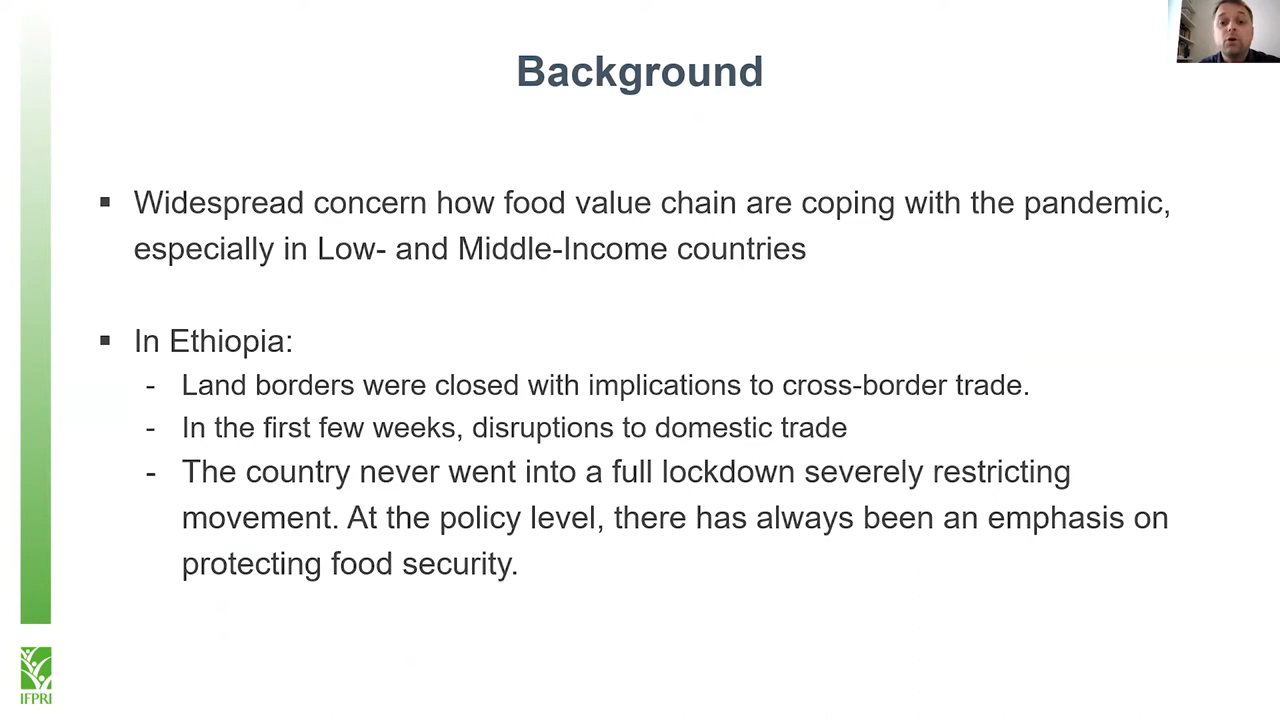 Background
▪ Widespread concern how food value chain are coping with the pandemic,
especially in Low- and Middle-Income countries
▪ In Ethiopia:
- Land borders were closed with implications to cross-border trade.
- In the first few weeks, disruptions to domestic trade
- The country never went into a full lockdown severely restricting
movement. At the policy level, there has always been an emphasis on
protecting food security.
IFPRI